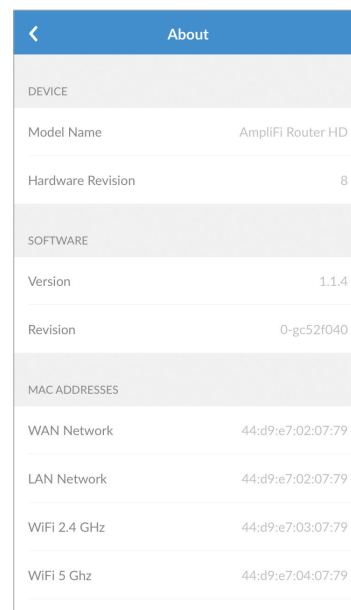 About
DEVICE
Model Name AmpliFi Router HD
Hardware Revision 8
SOFTWARE
Version 1.1.4
Revision 0-gc52f040
MAC ADDRESSES
WAN Network 44:d9:e7:02:07:79
LAN Network 44:d9:e7:02:07:79
WiFi 2.4 GHz 44:d9:e7:03:07:79
WiFi 5 Ghz 44:d9:e7:04:07:79